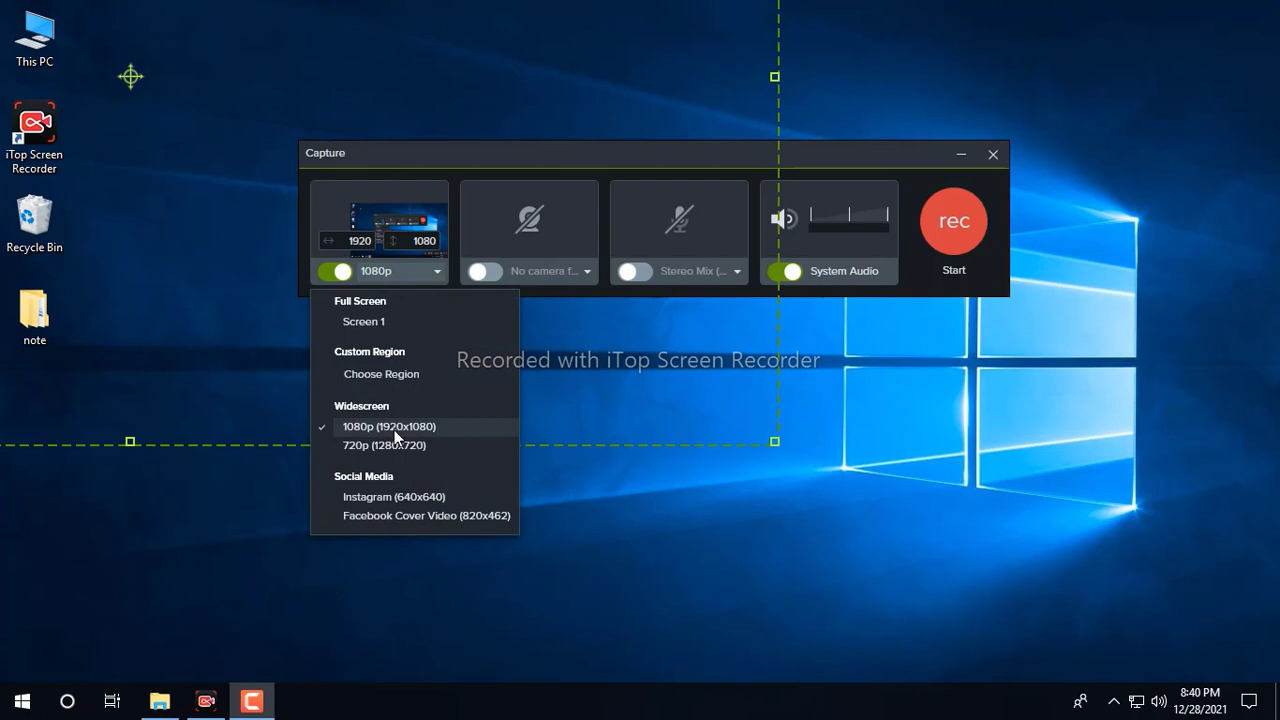 This PC
iTop Screen
Recorder
Recycle Bin
note
Capture
1920
1080
1080p
No camera f...
Stereo Mix (...
System Audio
rec
Start
Full Screen
Screen 1
Custom Region
Choose Region
Widescreen
✓ 1080p (1920x1080)
720p (1280x720)
Social Media
Instagram (640x640)
Facebook Cover Video (820x462)
Recorded with iTop Screen Recorder
8:40 PM
12/28/2021